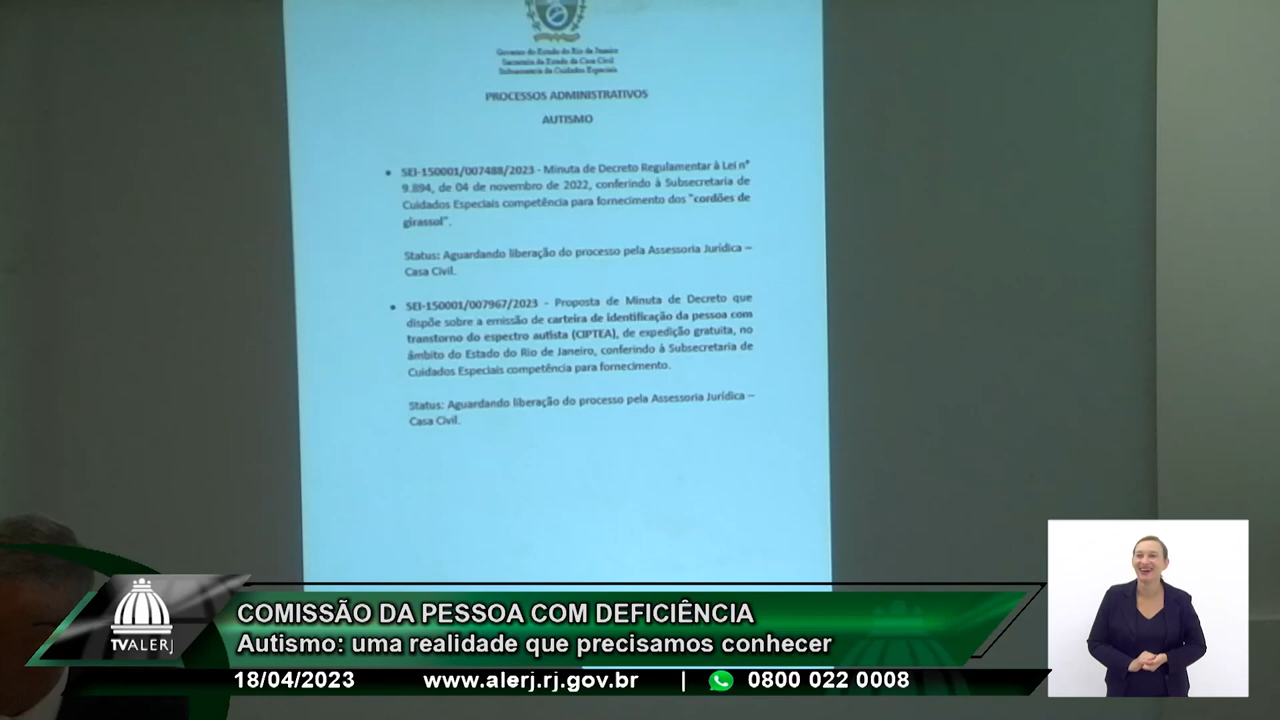 Governo do Estado do Rio de Janeiro
Secretaria de Estado da Casa Civil
Subsecretaria de Cuidados Especiais
PROCESSOS ADMINISTRATIVOS
AUTISMO
• SEI-150001/007488/2023 - Minuta de Decreto Regulamentar à Lei n°
9.894, de 04 de novembro de 2022, conferindo à Subsecretaria de
Cuidados Especiais competência para fornecimento dos "cordões de
girassol".
Status: Aguardando liberação do processo pela Assessoria Jurídica –
Casa Civil.
• SEI-150001/007967/2023 - Proposta de Minuta de Decreto que
dispõe sobre a emissão de carteira de identificação da pessoa com
transtorno do espectro autista (CIPTEA), de expedição gratuita, no
âmbito do Estado do Rio de Janeiro, conferindo à Subsecretaria de
Cuidados Especiais competência para fornecimento.
Status: Aguardando liberação do processo pela Assessoria Jurídica –
Casa Civil.
TVALERJ
COMISSÃO DA PESSOA COM DEFICIÊNCIA
Autismo: uma realidade que precisamos conhecer
18/04/2023 www.alerj.rj.gov.br | 0800 022 0008